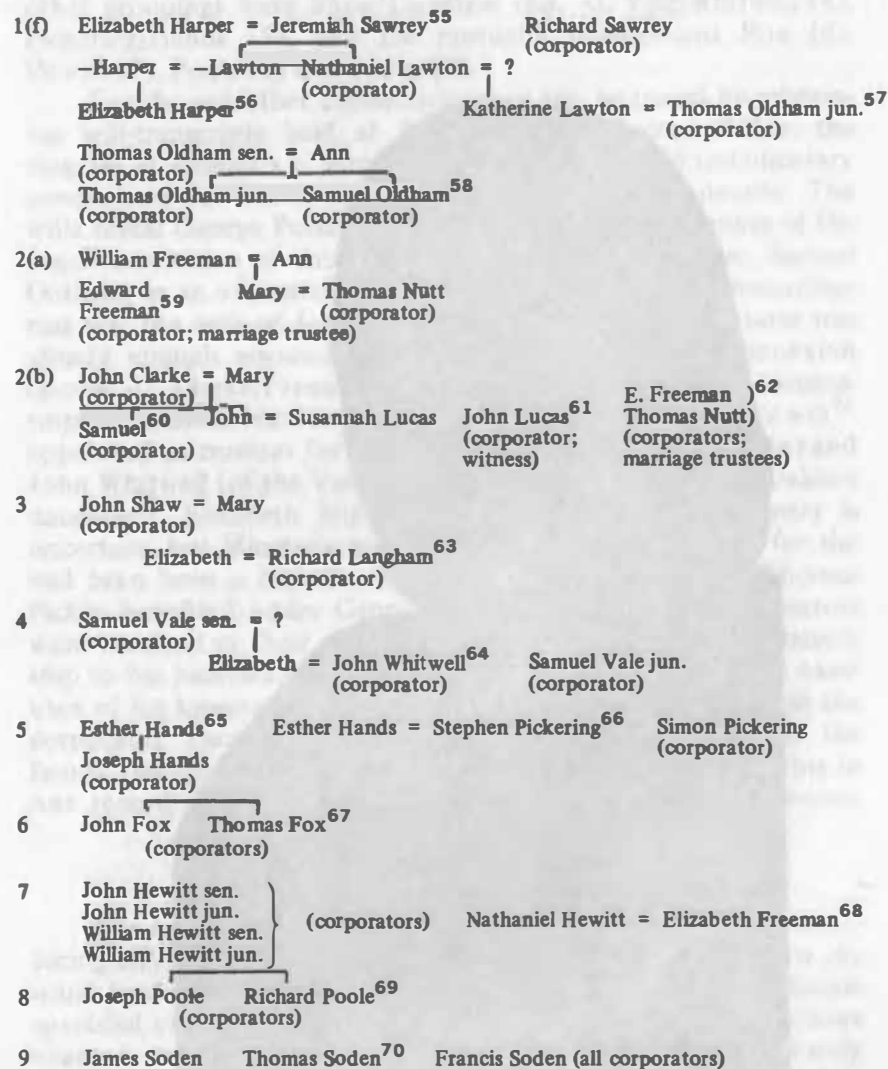 1(f) Elizabeth Harper = Jeremiah Sawrey55 Richard Sawrey
(corporator)
–Harper = –Lawton Nathaniel Lawton = ?
(corporator)
Elizabeth Harper56 Katherine Lawton = Thomas Oldham jun.57
(corporator)
Thomas Oldham sen. = Ann
(corporator)
Thomas Oldham jun. Samuel Oldham58
(corporator) (corporator)
2(a) William Freeman = Ann
Edward Mary = Thomas Nutt
Freeman59 (corporator)
(corporator; marriage trustee)
2(b) John Clarke = Mary
(corporator)
Samuel60 John = Susannah Lucas John Lucas61 E. Freeman )62
(corporator) (corporator; Thomas Nutt)
witness) (corporators;
marriage trustees)
3 John Shaw = Mary
(corporator)
Elizabeth = Richard Langham63
(corporator)
4 Samuel Vale sen. = ?
(corporator)
Elizabeth = John Whitwell64 Samuel Vale jun.
(corporator) (corporator)
5 Esther Hands65 Esther Hands = Stephen Pickering66 Simon Pickering
(corporator)
Joseph Hands
(corporator)
6 John Fox Thomas Fox67
(corporators)
7 John Hewitt sen.
John Hewitt jun.
William Hewitt sen.
William Hewitt jun.
(corporators) Nathaniel Hewitt = Elizabeth Freeman68
8 Joseph Poole Richard Poole69
(corporators)
9 James Soden Thomas Soden70 Francis Soden (all corporators)